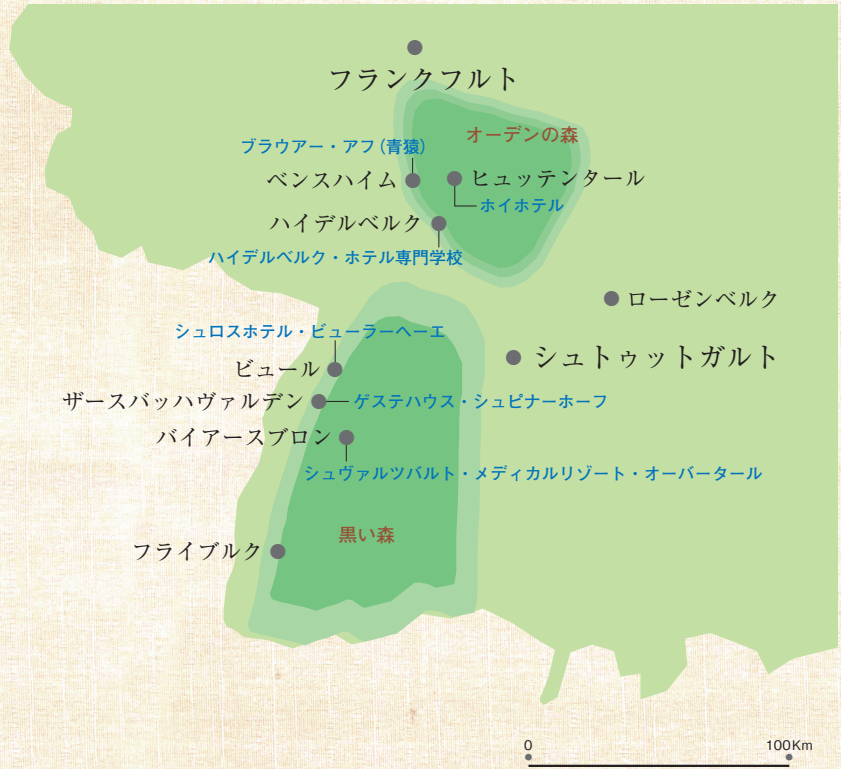 フランクフルト
オーデンの森
ブラウアー・アフ(青猿)
ベンスハイム
ヒュッテンタール
ホイホテル
ハイデルベルク
ハイデルベルク・ホテル専門学校
ローゼンベルク
シュロスホテル・ビューラーヘーエ
シュトゥットガルト
ビュール
ザースバッハヴァルデン
ゲステハウス・シュピナーホーフ
バイアースブロン
シュヴァルツバルト・メディカルリゾート・オーバータール
黒い森
フライブルク
0
100Km